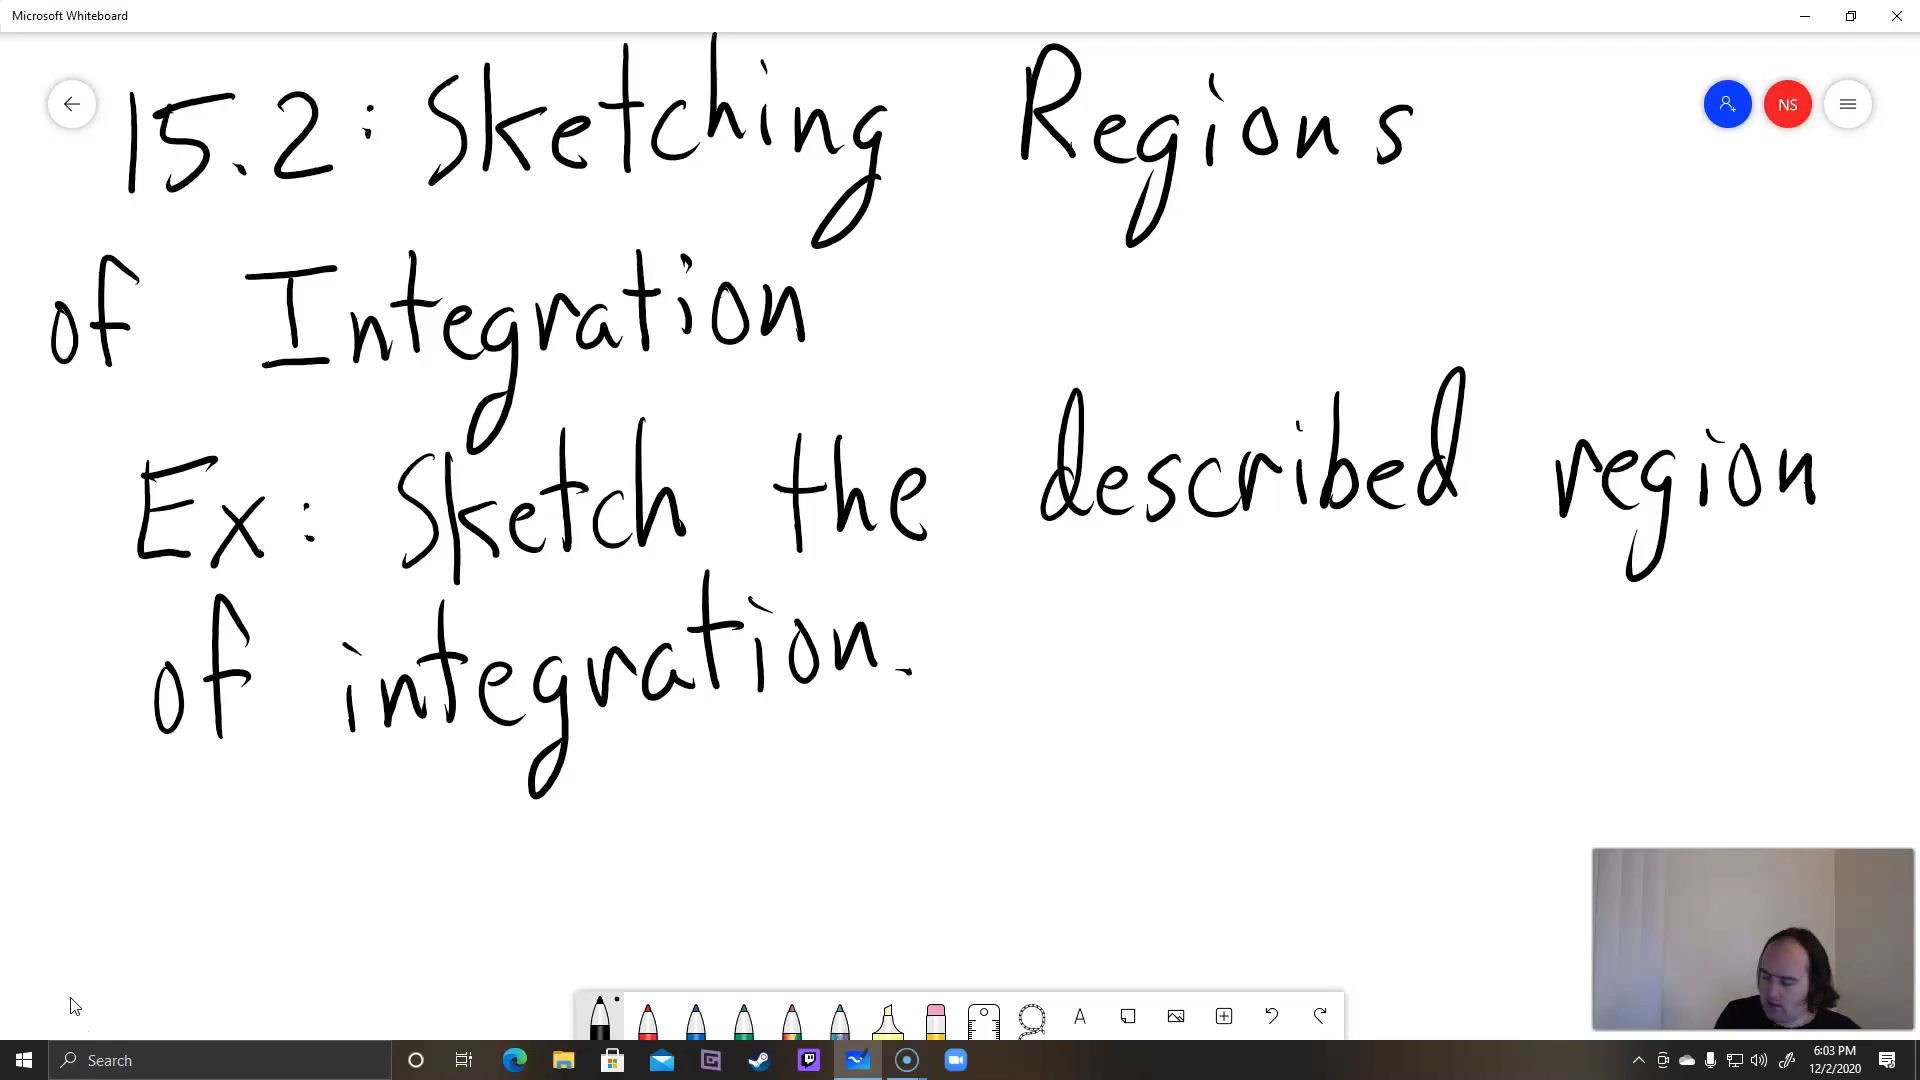 Microsoft Whiteboard
15.2: Sketching Regions
NS
of Integration
Ex: Sketch the described region
of integration.
A
Search
6:03 PM
12/2/2020